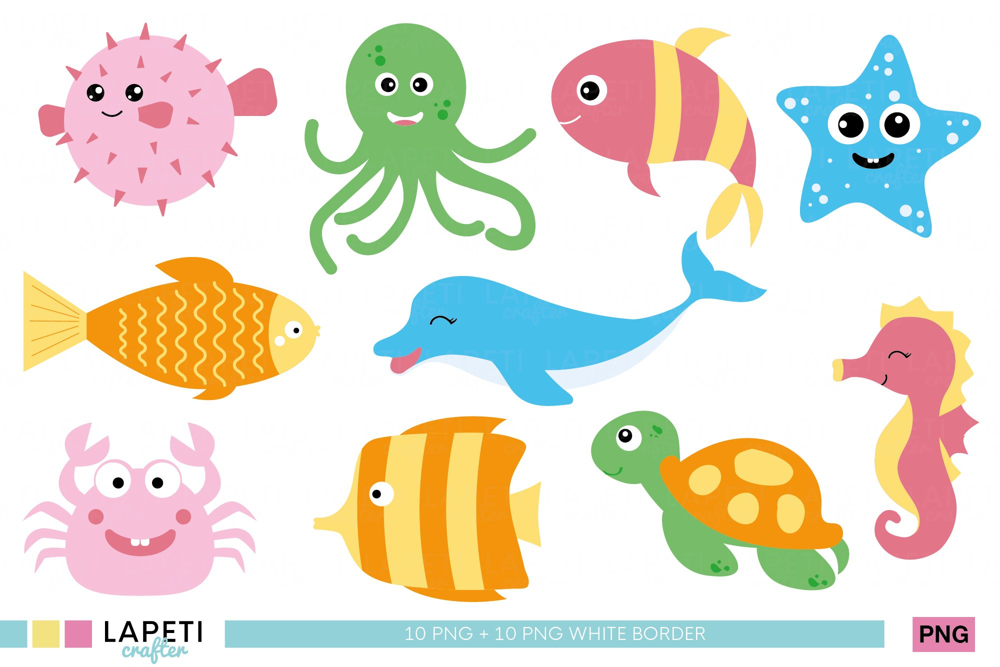 LAPETI
crafter
10 PNG + 10 PNG WHITE BORDER
PNG